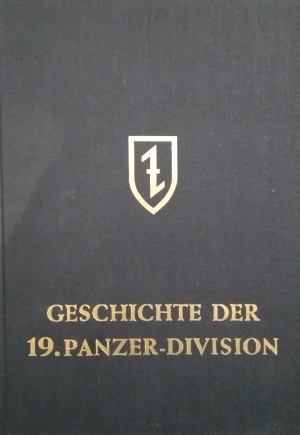 GESCHICHTE DER
19. PANZER-DIVISION